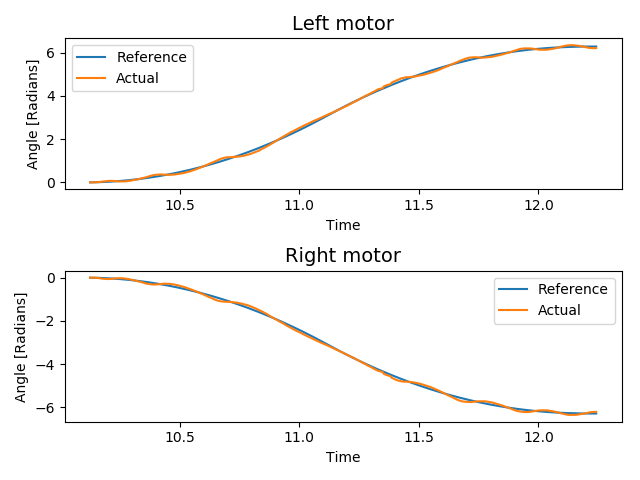 Left motor
Angle [Radians]
6
4
2
0
Reference
Actual
10.5 11.0 11.5 12.0
Time
Right motor
Angle [Radians]
0
−2
−4
−6
Reference
Actual
10.5 11.0 11.5 12.0
Time